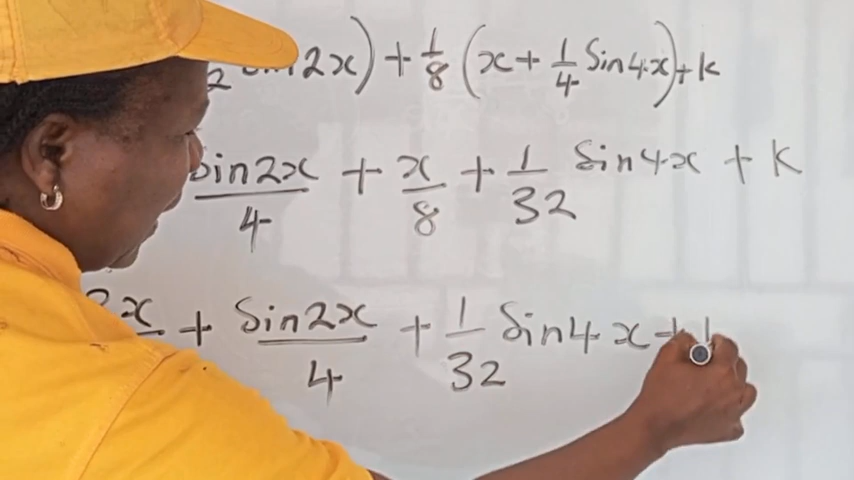 2x) + 1/8 (x + 1/4 Sin4x) + k
sin2x/4 + x/8 + 1/32 Sin4x + k
x + Sin2x/4 + 1/32 Sin4x +